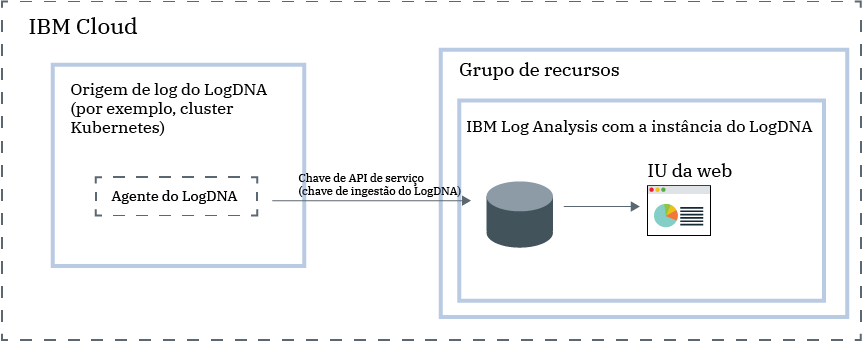 IBM Cloud
Origem de log do LogDNA
(por exemplo, cluster
Kubernetes)
Agente do LogDNA
Chave de API de serviço
(chave de ingestão do LogDNA)
Grupo de recursos
IBM Log Analysis com a instância do LogDNA
IU da web